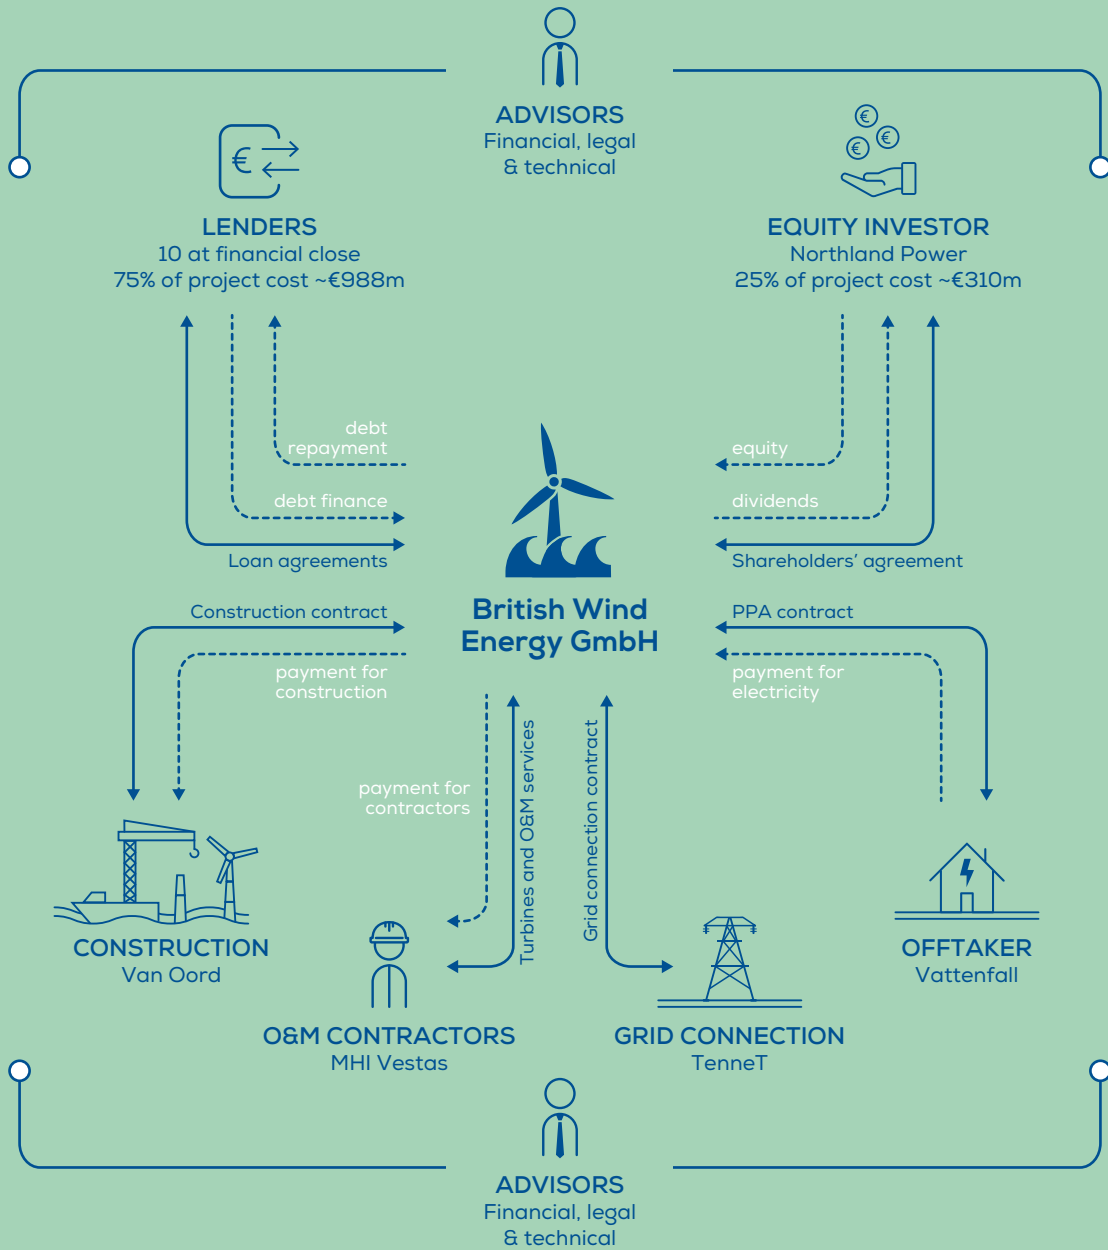 ADVISORS
Financial, legal
& technical
LENDERS
10 at financial close
75% of project cost ~€988m
EQUITY INVESTOR
Northland Power
25% of project cost ~€310m
debt
repayment
debt finance
Loan agreements
equity
dividends
Shareholders' agreement
British Wind
Energy GmbH
Construction contract
payment for
construction
PPA contract
payment for
electricity
payment for
contractors
Turbines and O&M services
Grid connection contract
CONSTRUCTION
Van Oord
O&M CONTRACTORS
MHI Vestas
GRID CONNECTION
TenneT
OFFTAKER
Vattenfall
ADVISORS
Financial, legal
& technical